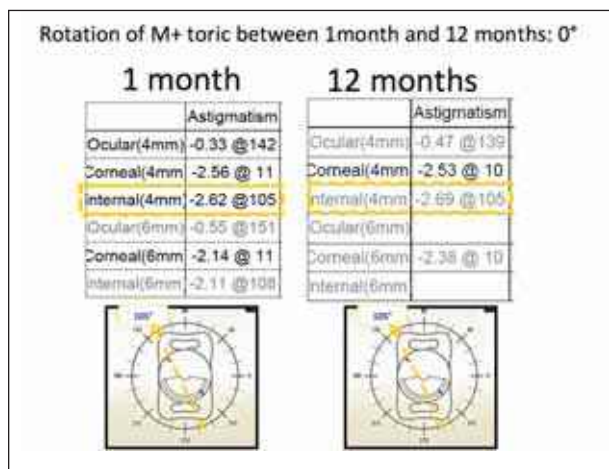 Rotation of M+ toric between 1month and 12 months: 0°
1 month
12 months
Astigmatism
Ocular(4mm) -0.33 @142
Corneal(4mm -2.56 @ 11
Internal(4mm) -2.62 @105
Ocular(6mm) -0.55 @151
Corneal(6mm -2.14 @ 11
Internal(6mm) -2.11 @108
Astigmatism
Ocular(4mm) -0.47 @139
Corneal(4mm -2.53 @ 10
Internal(4mm) -2.69 @105
Ocular(6mm)
Corneal(6mm -2.38 @ 10
Internal(6mm
105°
105°